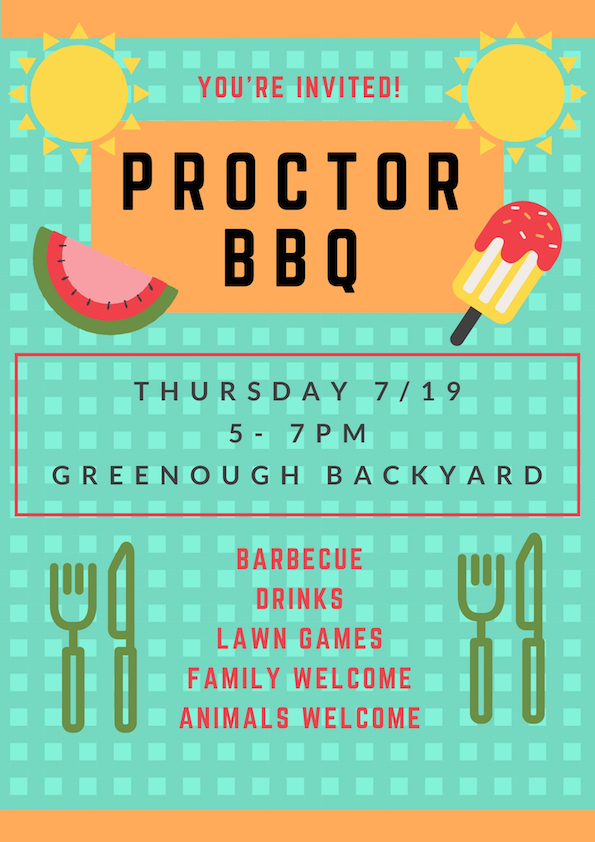 YOU'RE INVITED!
PROCTOR
BBQ
THURSDAY 7/19
5- 7PM
GREENOUGH BACKYARD
BARBECUE
DRINKS
LAWN GAMES
FAMILY WELCOME
ANIMALS WELCOME